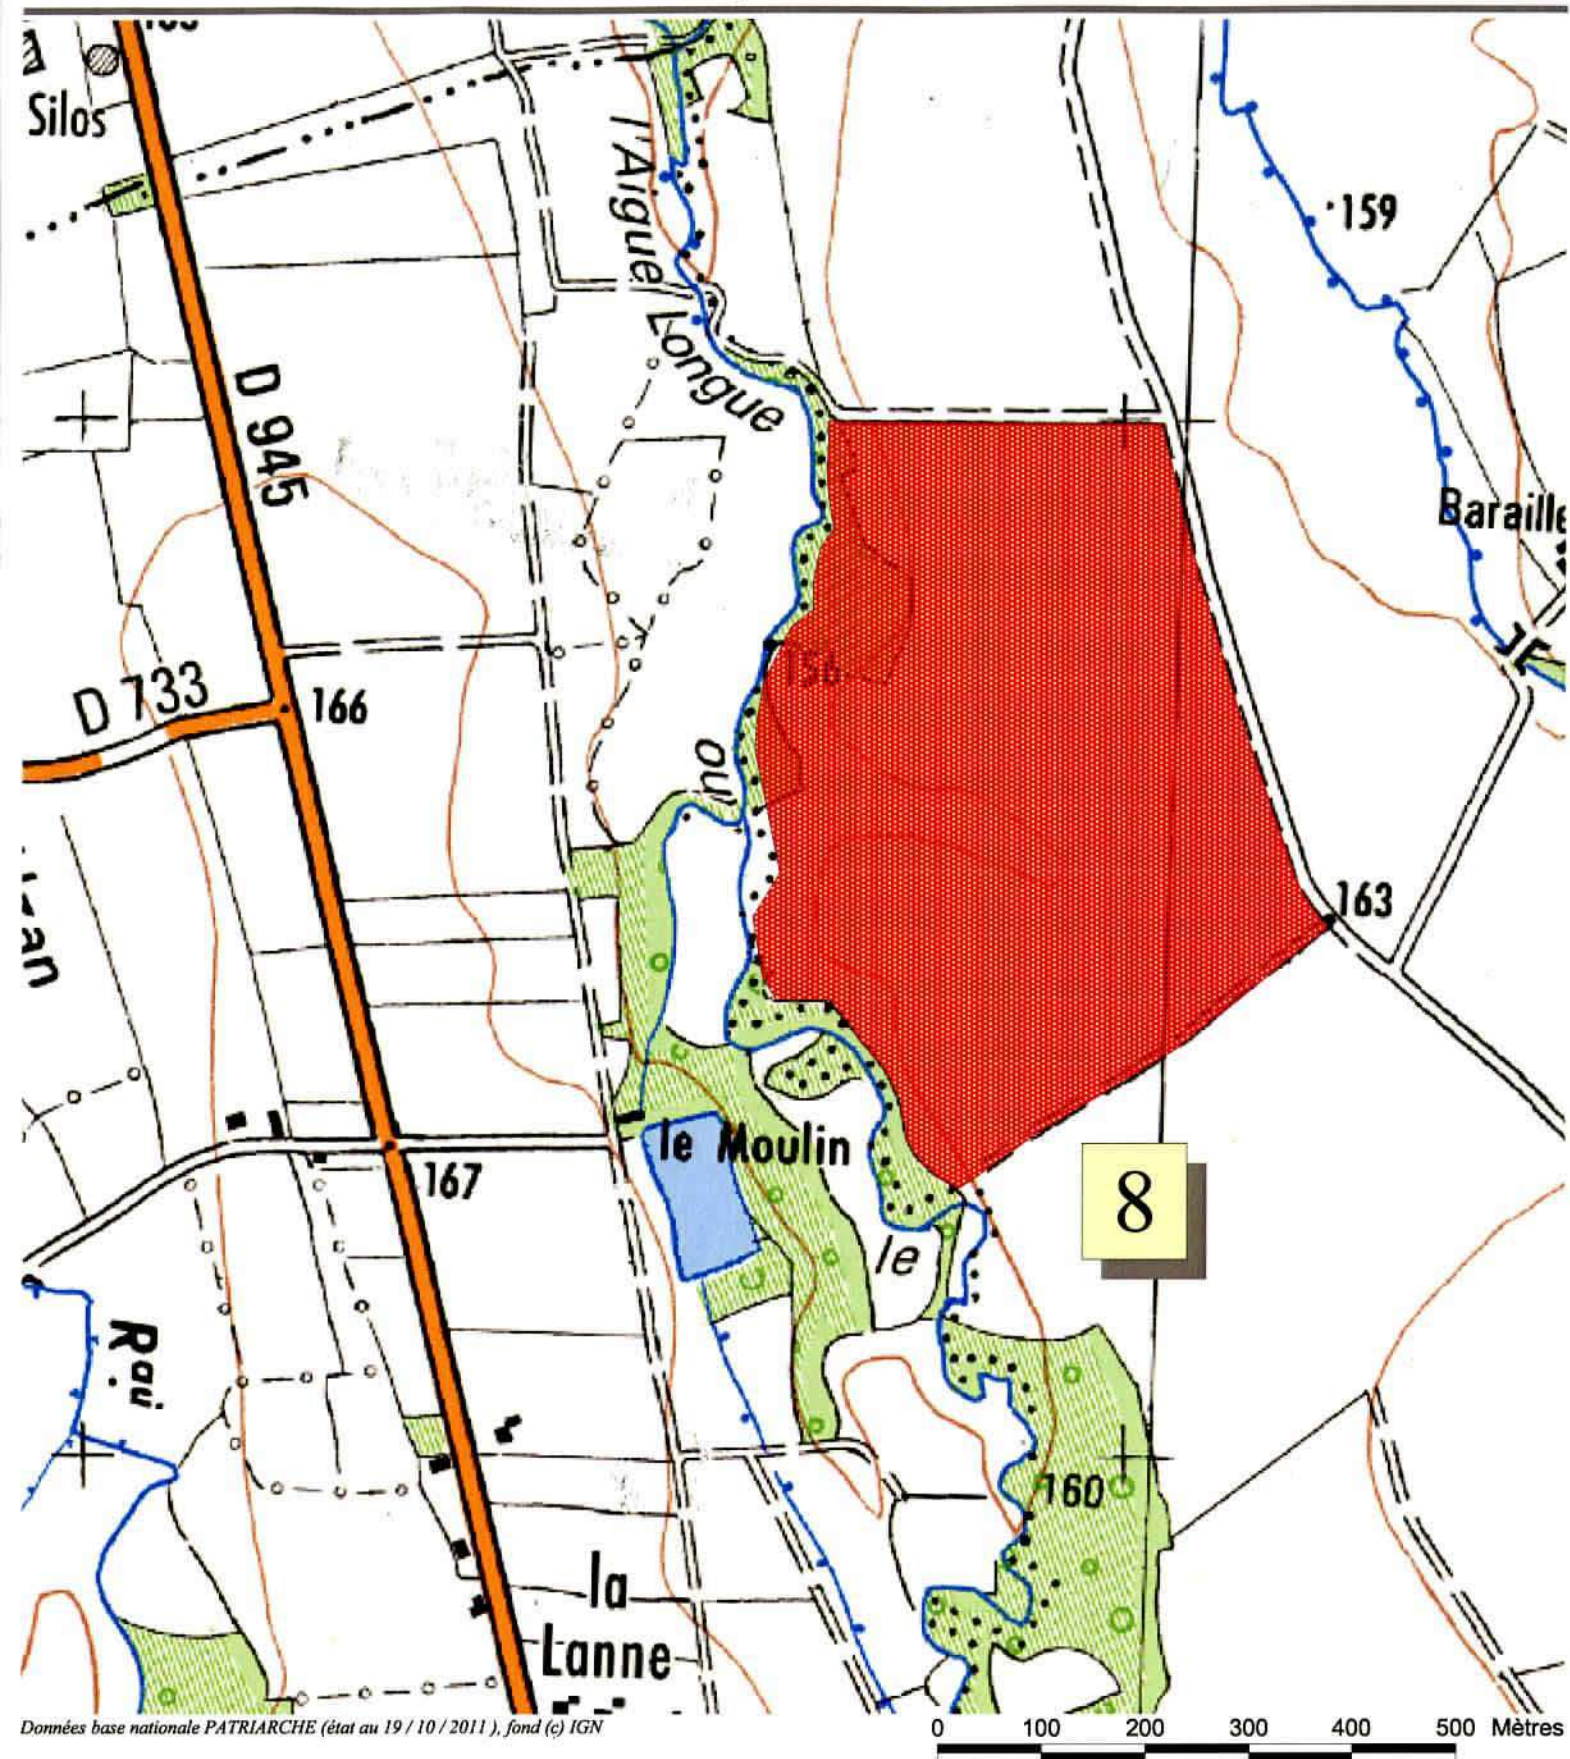 Silos
l'Aigue
Longue
159
D 945
Baraille
156
D 733
166
ou
163
le Moulin
167
8
le
Rau
160
la
Lanne
Données base nationale PATRIARCHE (état au 19 / 10 / 2011 ), fond (c) IGN
0 100 200 300 400 500 Mètres